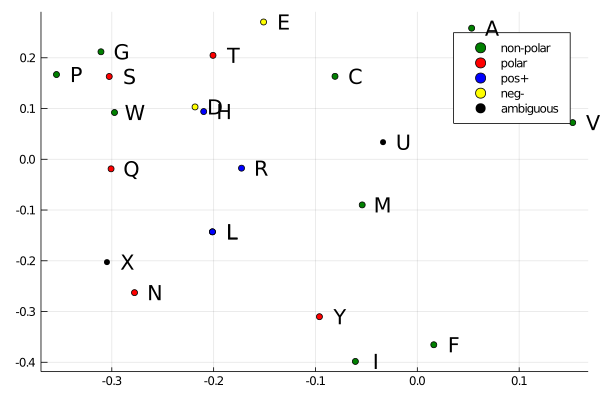 E
A
G
T
non-polar
P
S
C
polar
pos+
neg-
W
D
H
ambiguous
V
U
Q
R
M
L
X
N
Y
F
I
0.2
0.1
0.0
-0.1
-0.2
-0.3
-0.4
-0.3 -0.2 -0.1 0.0 0.1